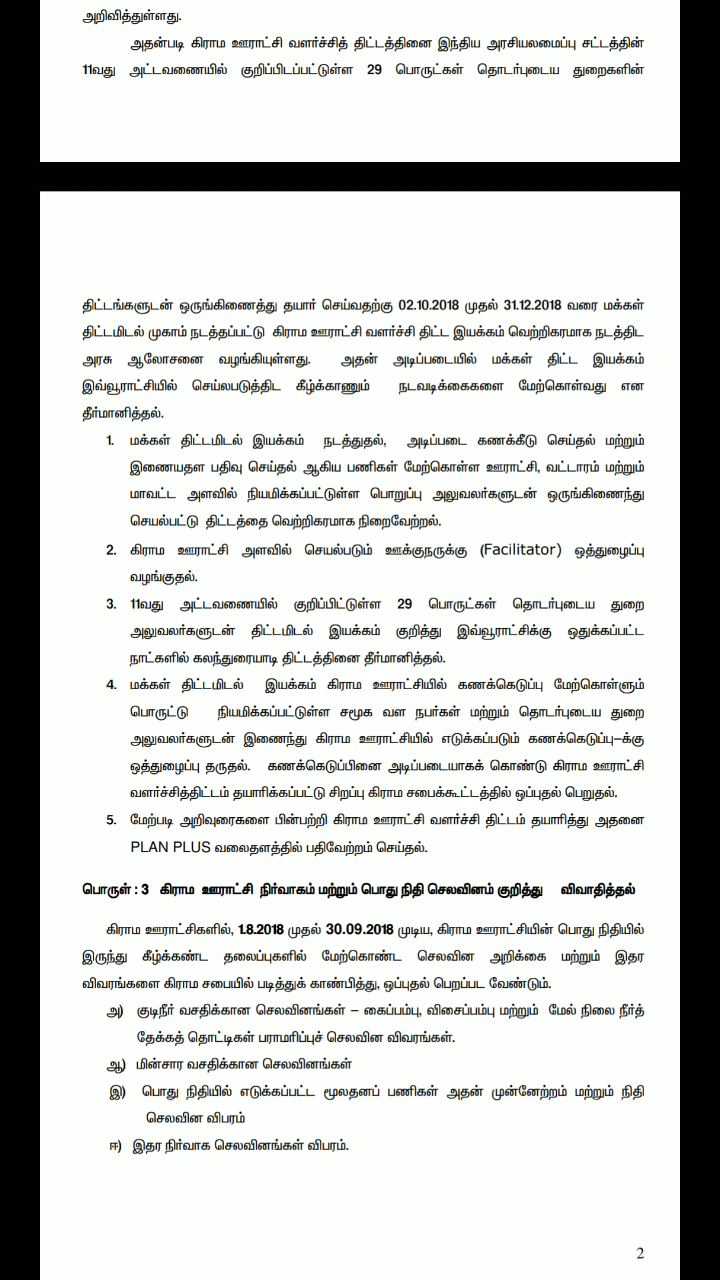 அறிவித்துள்ளது.
அதன்படி கிராம ஊராட்சி வளர்ச்சித் திட்டத்தினை இந்திய அரசியலமைப்பு சட்டத்தின்
11வது அட்டவணையில் குறிப்பிடப்பட்டுள்ள 29 பொருட்கள் தொடர்புடைய துறைகளின்
திட்டங்களுடன் ஒருங்கிணைத்து தயார் செய்வதற்கு 02.10.2018 முதல் 31.12.2018 வரை மக்கள்
திட்டமிடல் முகாம் நடத்தப்பட்டு கிராம ஊராட்சி வளர்ச்சி திட்ட இயக்கம் வெற்றிகரமாக நடத்திட
அரசு ஆலோசனை வழங்கியுள்ளது. அதன் அடிப்படையில் மக்கள் திட்ட இயக்கம்
இவ்வூராட்சியில் செய்லபடுத்திட கீழ்க்காணும் நடவடிக்கைகளை மேற்கொள்வது என
தீர்மானித்தல்.
1. மக்கள் திட்டமிடல் இயக்கம் நடத்துதல், அடிப்படை கணக்கீடு செய்தல் மற்றும்
இணையதள பதிவு செய்தல் ஆகிய பணிகள் மேற்கொள்ள ஊராட்சி, வட்டாரம் மற்றும்
மாவட்ட அளவில் நியமிக்கப்பட்டுள்ள பொறுப்பு அலுவலர்களுடன் ஒருங்கிணைந்து
செயல்பட்டு திட்டத்தை வெற்றிகரமாக நிறைவேற்றல்.
2. கிராம ஊராட்சி அளவில் செயல்படும் ஊக்குநருக்கு (Facilitator) ஒத்துழைப்பு
வழங்குதல்.
3. 11வது அட்டவணையில் குறிப்பிட்டுள்ள 29 பொருட்கள் தொடர்புடைய துறை
அலுவலர்களுடன் திட்டமிடல் இயக்கம் குறித்து இவ்வூராட்சிக்கு ஒதுக்கப்பட்ட
நாட்களில் கலந்துரையாடி திட்டத்தினை தீர்மானித்தல்.
4. மக்கள் திட்டமிடல் இயக்கம் கிராம ஊராட்சியில் கணக்கெடுப்பு மேற்கொள்ளும்
பொருட்டு நியமிக்கப்பட்டுள்ள சமூக வள நபர்கள் மற்றும் தொடர்புடைய துறை
அலுவலர்களுடன் இணைந்து கிராம ஊராட்சியில் எடுக்கப்படும் கணக்கெடுப்பு-க்கு
ஒத்துழைப்பு தருதல். கணக்கெடுப்பினை அடிப்படையாகக் கொண்டு கிராம ஊராட்சி
வளர்ச்சித்திட்டம் தயாரிக்கப்பட்டு சிறப்பு கிராம சபைக்கூட்டத்தில் ஒப்புதல் பெறுதல்.
5. மேற்படி அறிவுரைகளை பின்பற்றி கிராம ஊராட்சி வளர்ச்சி திட்டம் தயாரித்து அதனை
PLAN PLUS வலைதளத்தில் பதிவேற்றம் செய்தல்.
பொருள் : 3 கிராம ஊராட்சி நிர்வாகம் மற்றும் பொது நிதி செலவினம் குறித்து விவாதித்தல்
கிராம ஊராட்சிகளில், 1.8.2018 முதல் 30.09.2018 முடிய, கிராம ஊராட்சியின் பொது நிதியில்
இருந்து கீழ்க்கண்ட தலைப்புகளில் மேற்கொண்ட செலவின அறிக்கை மற்றும் இதர
விவரங்களை கிராம சபையில் படித்துக் காண்பித்து, ஒப்புதல் பெறப்பட வேண்டும்.
அ) குடிநீர் வசதிக்கான செலவினங்கள் – கைப்பம்பு, விசைப்பம்பு மற்றும் மேல் நிலை நீர்த்
தேக்கத் தொட்டிகள் பராமரிப்புச் செலவின விவரங்கள்.
ஆ) மின்சார வசதிக்கான செலவினங்கள்
இ) பொது நிதியில் எடுக்கப்பட்ட மூலதனப் பணிகள் அதன் முன்னேற்றம் மற்றும் நிதி
செலவின விபரம்
ஈ) இதர நிர்வாக செலவினங்கள் விபரம்.
2